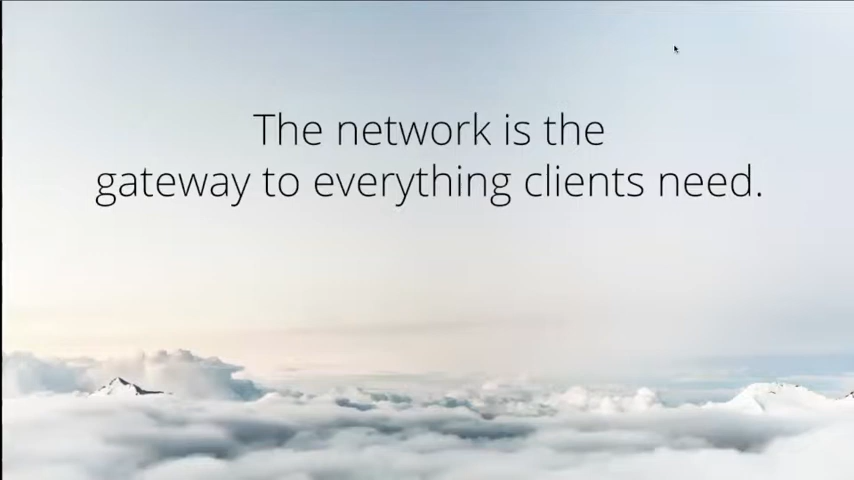 The network is the
gateway to everything clients need.